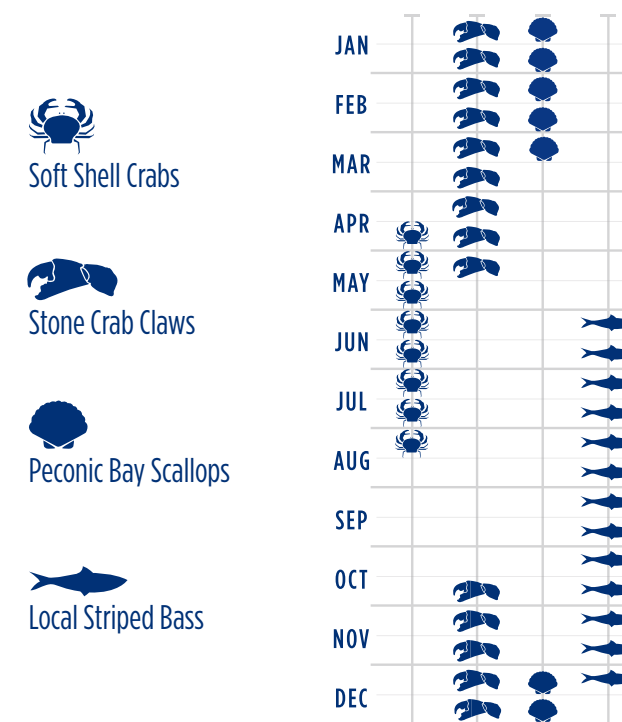 Soft Shell Crabs
Stone Crab Claws
Peconic Bay Scallops
Local Striped Bass
JAN
FEB
MAR
APR
MAY
JUN
JUL
AUG
SEP
OCT
NOV
DEC